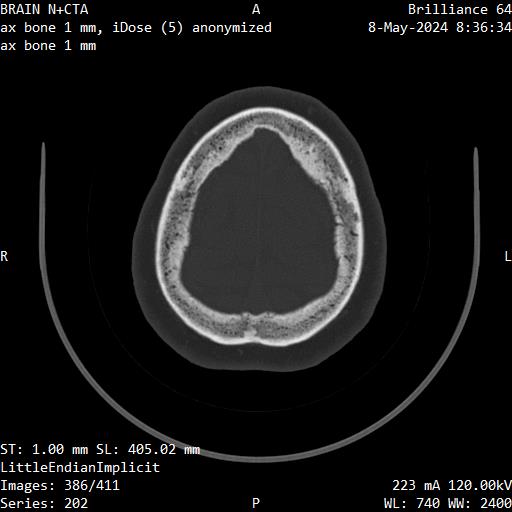 BRAIN N+CTA
ax bone 1 mm, iDose (5) anonymized
ax bone 1 mm
A
Brilliance 64
8-May-2024 8:36:34
R
L
ST: 1.00 mm SL: 405.02 mm
LittleEndianImplicit
Images: 386/411
Series: 202
P
223 mA 120.00kV
WL: 740 WW: 2400